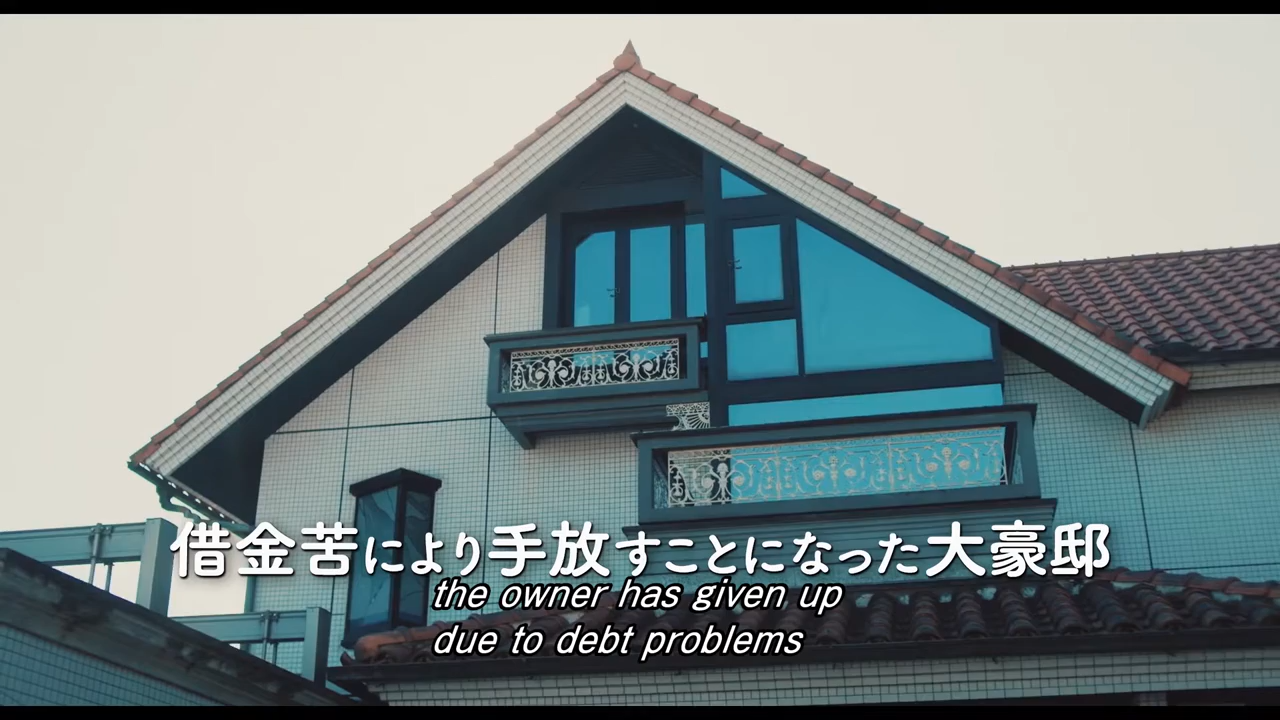 借金苦により手放すことになった大豪邸
the owner has given up
due to debt problems